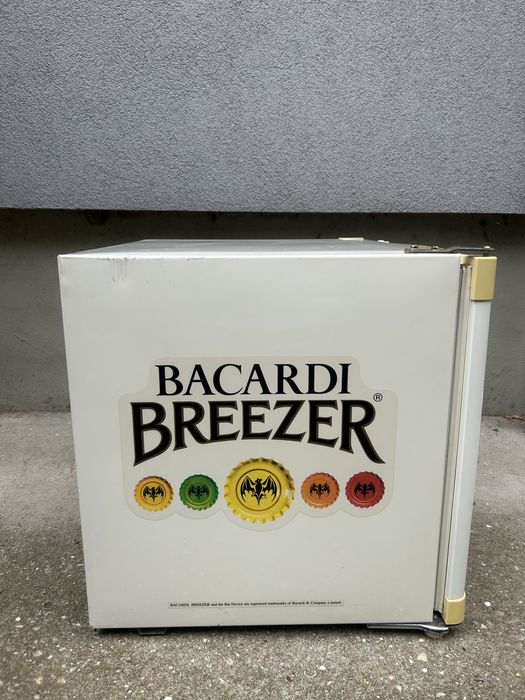 BACARDI
BREEZER®
BACARDI, BREEZER and the Bat Device are registered trademarks of Bacardi & Company Limited